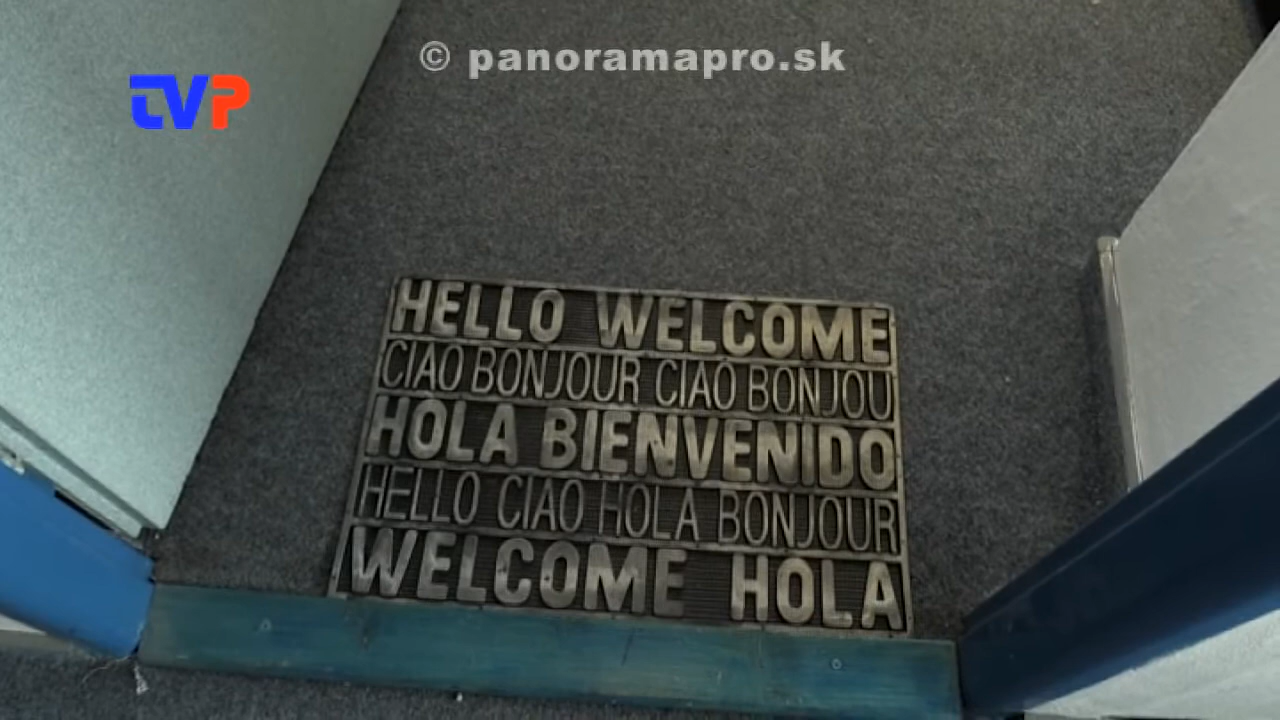 © panoramapro.sk
TVP
HELLO WELCOME
CIAO BONJOUR CIAO BONJOU
HOLA BIENVENIDO
HELLO CIAO HOLA BONJOUR
WELCOME HOLA